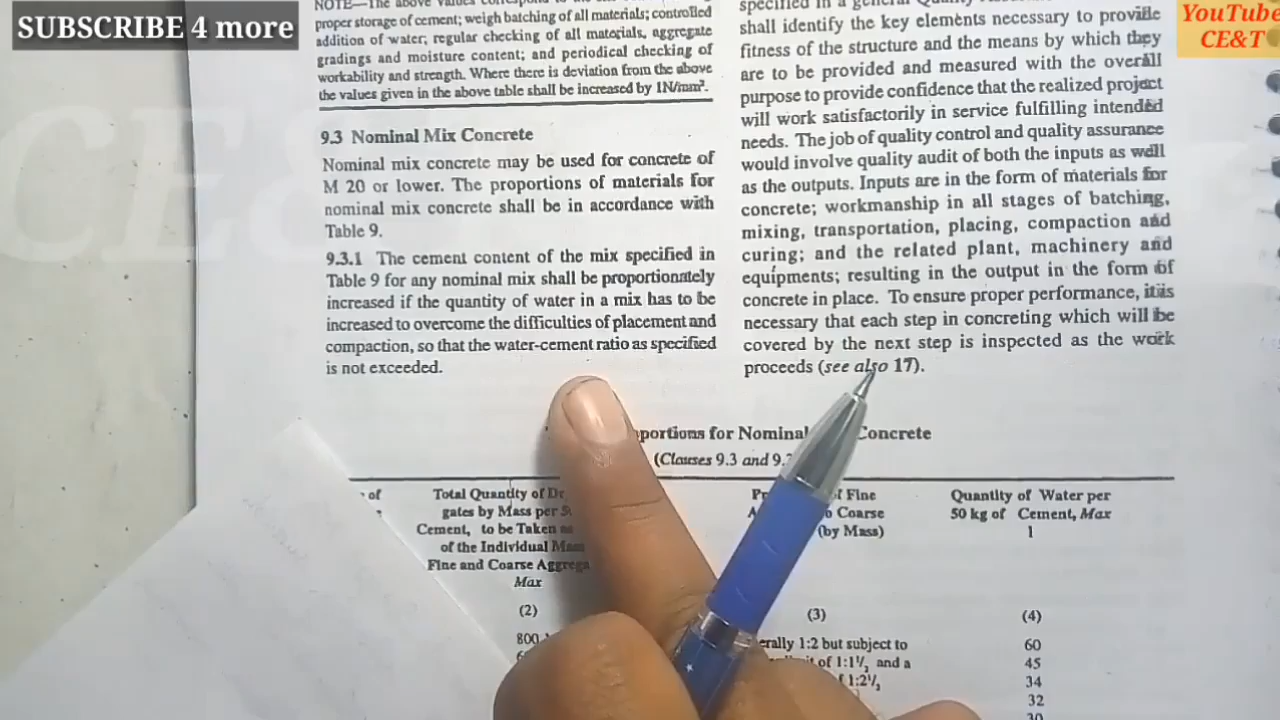 SUBSCRIBE 4 more
YouTube
CE&T
NOTE—The above values correspond to the
proper storage of cement; weigh batching of all materials; controlled
addition of water; regular checking of all materials, aggregate
gradings and moisture content; and periodical checking of
workability and strength. Where there is deviation from the above
the values given in the above table shall be increased by 1N/mm².
9.3 Nominal Mix Concrete
Nominal mix concrete may be used for concrete of
M 20 or lower. The proportions of materials for
nominal mix concrete shall be in accordance with
Table 9.
9.3.1 The cement content of the mix specified in
Table 9 for any nominal mix shall be proportionately
increased if the quantity of water in a mix has to be
increased to overcome the difficulties of placement and
compaction, so that the water-cement ratio as specified
is not exceeded.
specified in a general
shall identify the key elements necessary to provide
fitness of the structure and the means by which they
are to be provided and measured with the overall
purpose to provide confidence that the realized project
will work satisfactorily in service fulfilling intended
needs. The job of quality control and quality assurance
would involve quality audit of both the inputs as well
as the outputs. Inputs are in the form of materials for
concrete; workmanship in all stages of batching,
mixing, transportation, placing, compaction and
curing; and the related plant, machinery and
equipments; resulting in the output in the form of
concrete in place. To ensure proper performance, it is
necessary that each step in concreting which will be
covered by the next step is inspected as the work
proceeds (see also 17).
portions for Nominal Concrete
(Clauses 9.3 and 9.
of
Total Quantity of
gates by Mass per
Cement, to be Taken
of the Individual
Fine and Coarse
Max
(2)
800
of Fine
Coarse
(by Mass)
(3)
erally 1:2 but subject to
of 1:1½ and a
1:2½
Quantity of Water per
50 kg of Cement, Max
1
(4)
60
45
34
32
30